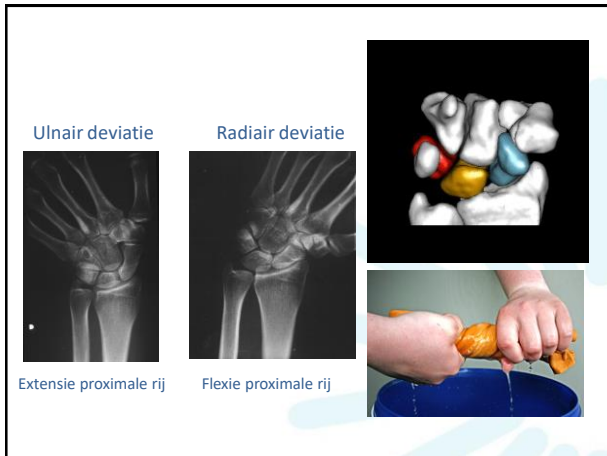 Ulnair deviatie
Radiair deviatie
Extensie proximale rij
Flexie proximale rij